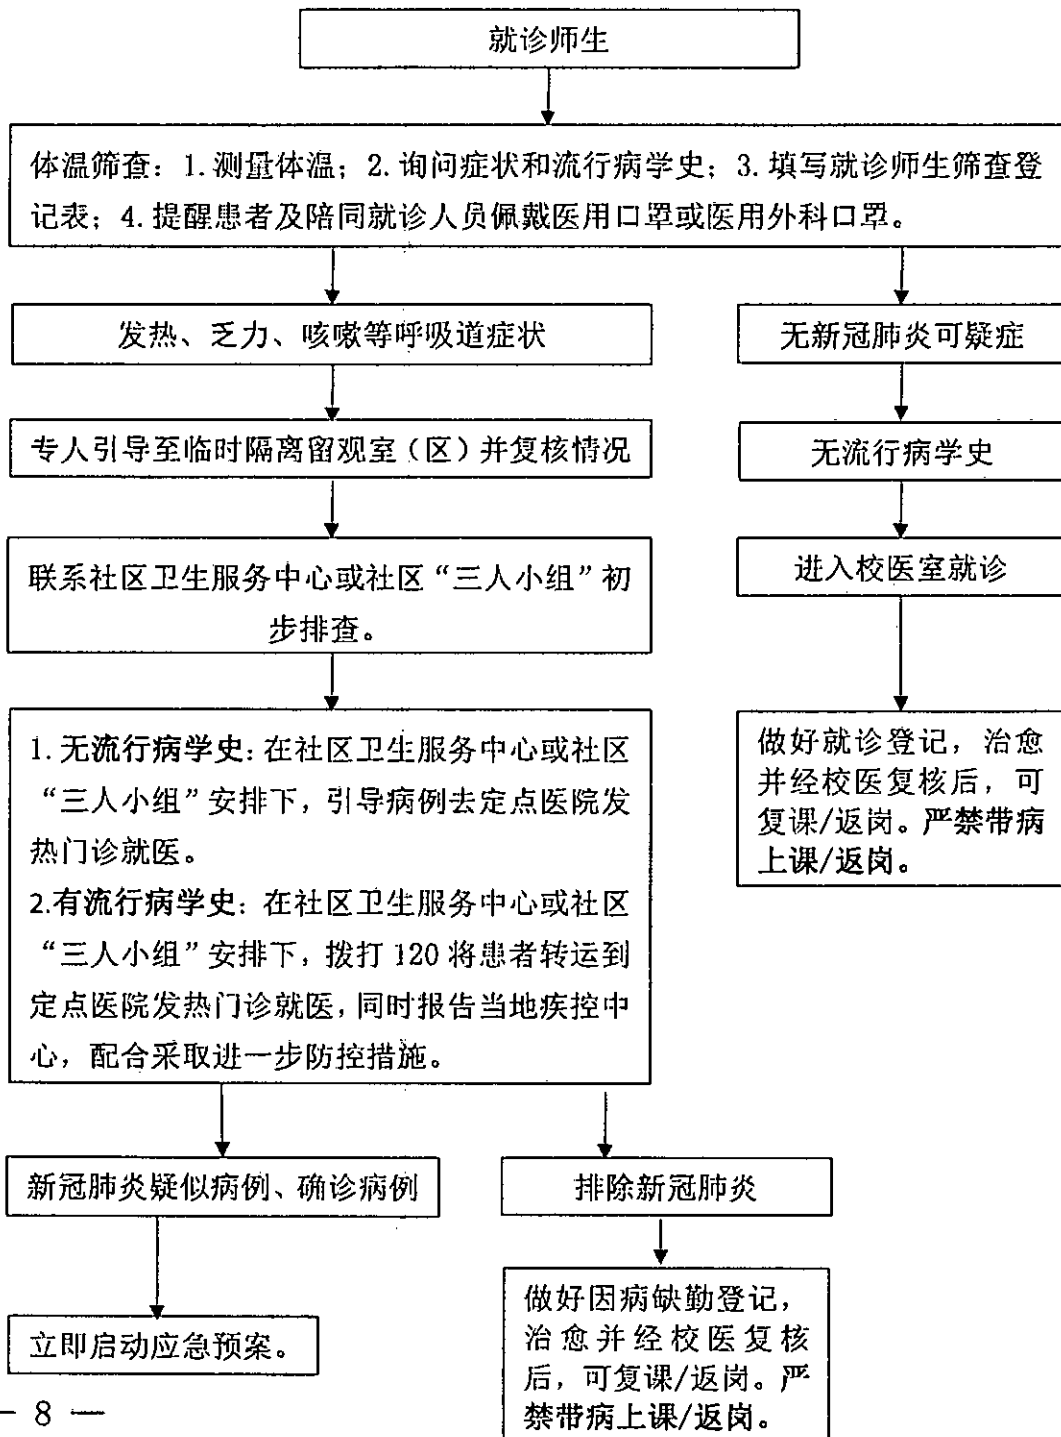 就诊师生
体温筛查：1.测量体温；2.询问症状和流行病学史；3.填写就诊师生筛查登
记表；4.提醒患者及陪同就诊人员佩戴医用口罩或医用外科口罩。
发热、乏力、咳嗽等呼吸道症状
无新冠肺炎可疑症
专人引导至临时隔离留观室（区）并复核情况
无流行病学史
联系社区卫生服务中心或社区“三人小组”初
步排查。
进入校医室就诊
1.无流行病学史：在社区卫生服务中心或社区
“三人小组”安排下，引导病例去定点医院发
热门诊就医。
2.有流行病学史：在社区卫生服务中心或社区
“三人小组”安排下，拨打120将患者转运到
定点医院发热门诊就医，同时报告当地疾控中
心，配合采取进一步防控措施。
做好就诊登记，治愈
并经校医复核后，可
复课/返岗。严禁带病
上课/返岗。
新冠肺炎疑似病例、确诊病例
排除新冠肺炎
立即启动应急预案。
做好因病缺勤登记，
治愈并经校医复核
后，可复课/返岗。严
禁带病上课/返岗。
— 8 —